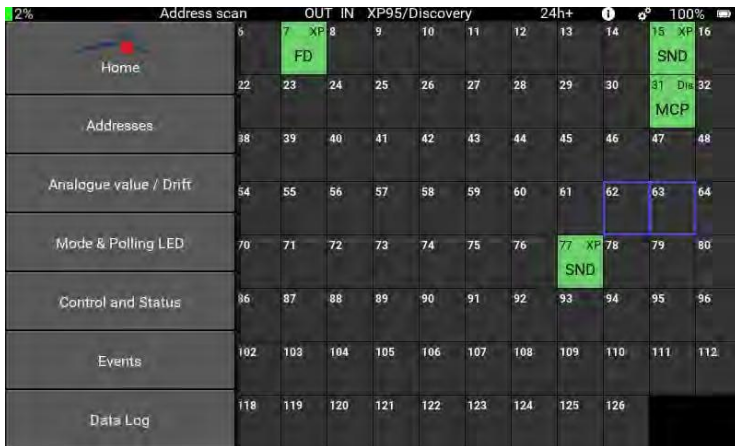 2% Address scan OUT IN XP95/Discovery 24h+ 100%
Home
Addresses
Analogue value / Drift
Mode & Polling LED
Control and Status
Events
Data Log
6 7 XP 8 9 10 11 12 13 14 15 XP 16
FD SND
22 23 24 25 26 27 28 29 30 31 Dis 32
MCP
38 39 40 41 42 43 44 45 46 47 48
54 55 56 57 58 59 60 61 62 63 64
70 71 72 73 74 75 76 77 XP 78 79 80
SND
86 87 88 89 90 91 92 93 94 95 96
102 103 104 105 106 107 108 109 110 111 112
118 119 120 121 122 123 124 125 126